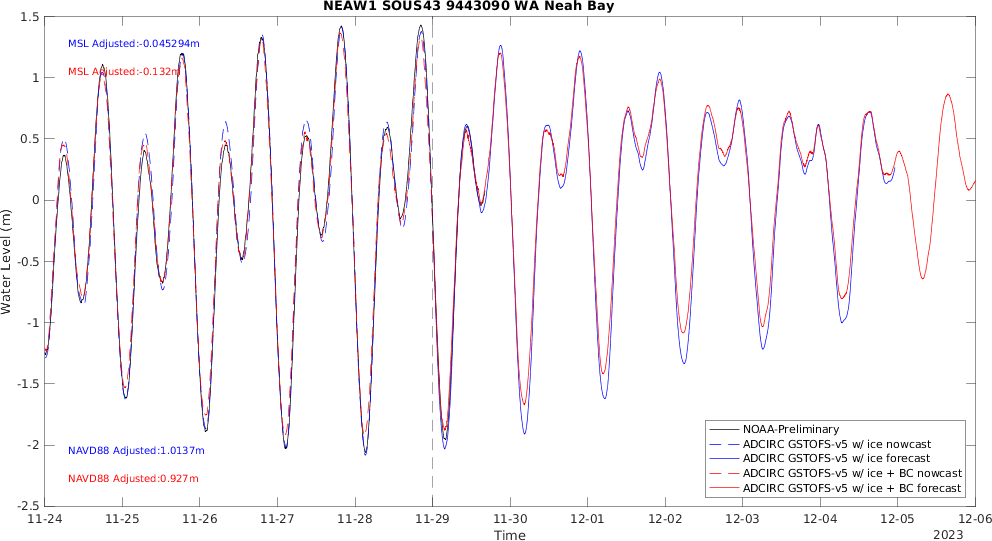 NEAW1 SOUS43 9443090 WA Neah Bay
1.5
1
0.5
0
-0.5
-1
-1.5
-2
-2.5
Water Level (m)
MSL Adjusted:-0.045294m
MSL Adjusted:-0.132m
NAVD88 Adjusted:1.0137m
NAVD88 Adjusted:0.927m
NOAA-Preliminary
ADCIRC GSTOFS-v5 w/ ice nowcast
ADCIRC GSTOFS-v5 w/ ice forecast
ADCIRC GSTOFS-v5 w/ ice + BC nowcast
ADCIRC GSTOFS-v5 w/ ice + BC forecast
11-24 11-25 11-26 11-27 11-28 11-29 11-30 12-01 12-02 12-03 12-04 12-05 12-06
Time
2023